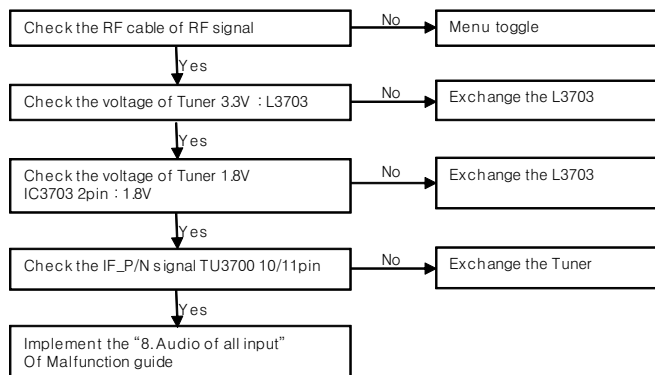 Check the RF cable of RF signal
No
Menu toggle
Yes
Check the voltage of Tuner 3.3V : L3703
No
Exchange the L3703
Yes
Check the voltage of Tuner 1.8V
IC3703 2pin : 1.8V
No
Exchange the L3703
Yes
Check the IF_P/N signal TU3700 10/11pin
No
Exchange the Tuner
Yes
Implement the “8.Audio of all input”
Of Malfunction guide